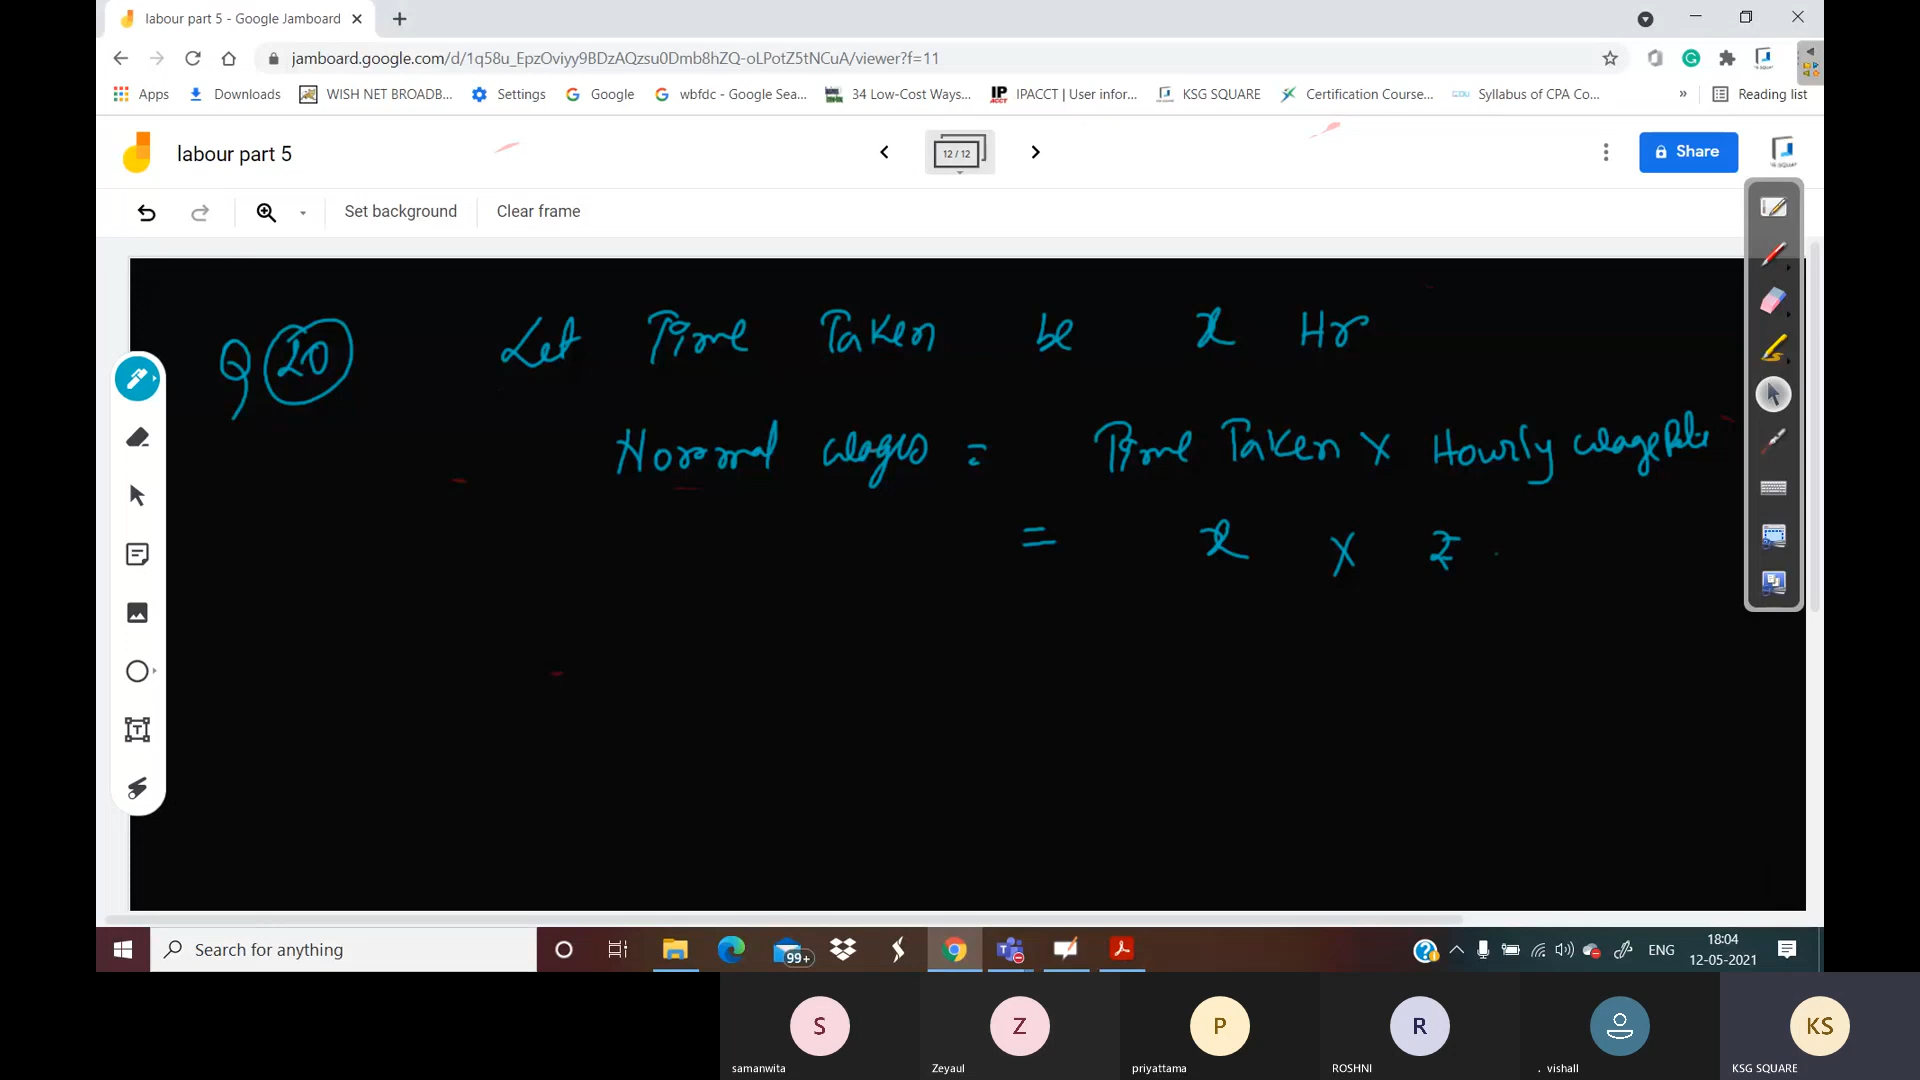 labour part 5 - Google Jamboard
jamboard.google.com/d/1q58u_EpzOviyy9BDzAQzsu0Dmb8hZQ-oLPotZ5tNCuA/viewer?f=11
Apps Downloads WISH NET BROADB... Settings Google wbfdc - Google Sea... 34 Low-Cost Ways... IPACCT | User infor... KSG SQUARE Certification Course... Syllabus of CPA Co... » Reading list
labour part 5
12 / 12
Share
Set background Clear frame
Q 20 Let Time Taken be x Hr
Normal wages = Time Taken X Hourly wage Rate
= x X ₹
Search for anything
99+
ENG
18:04
12-05-2021
S Z P R KS
samanwita Zeyaul priyattama ROSHNI . vishall KSG SQUARE